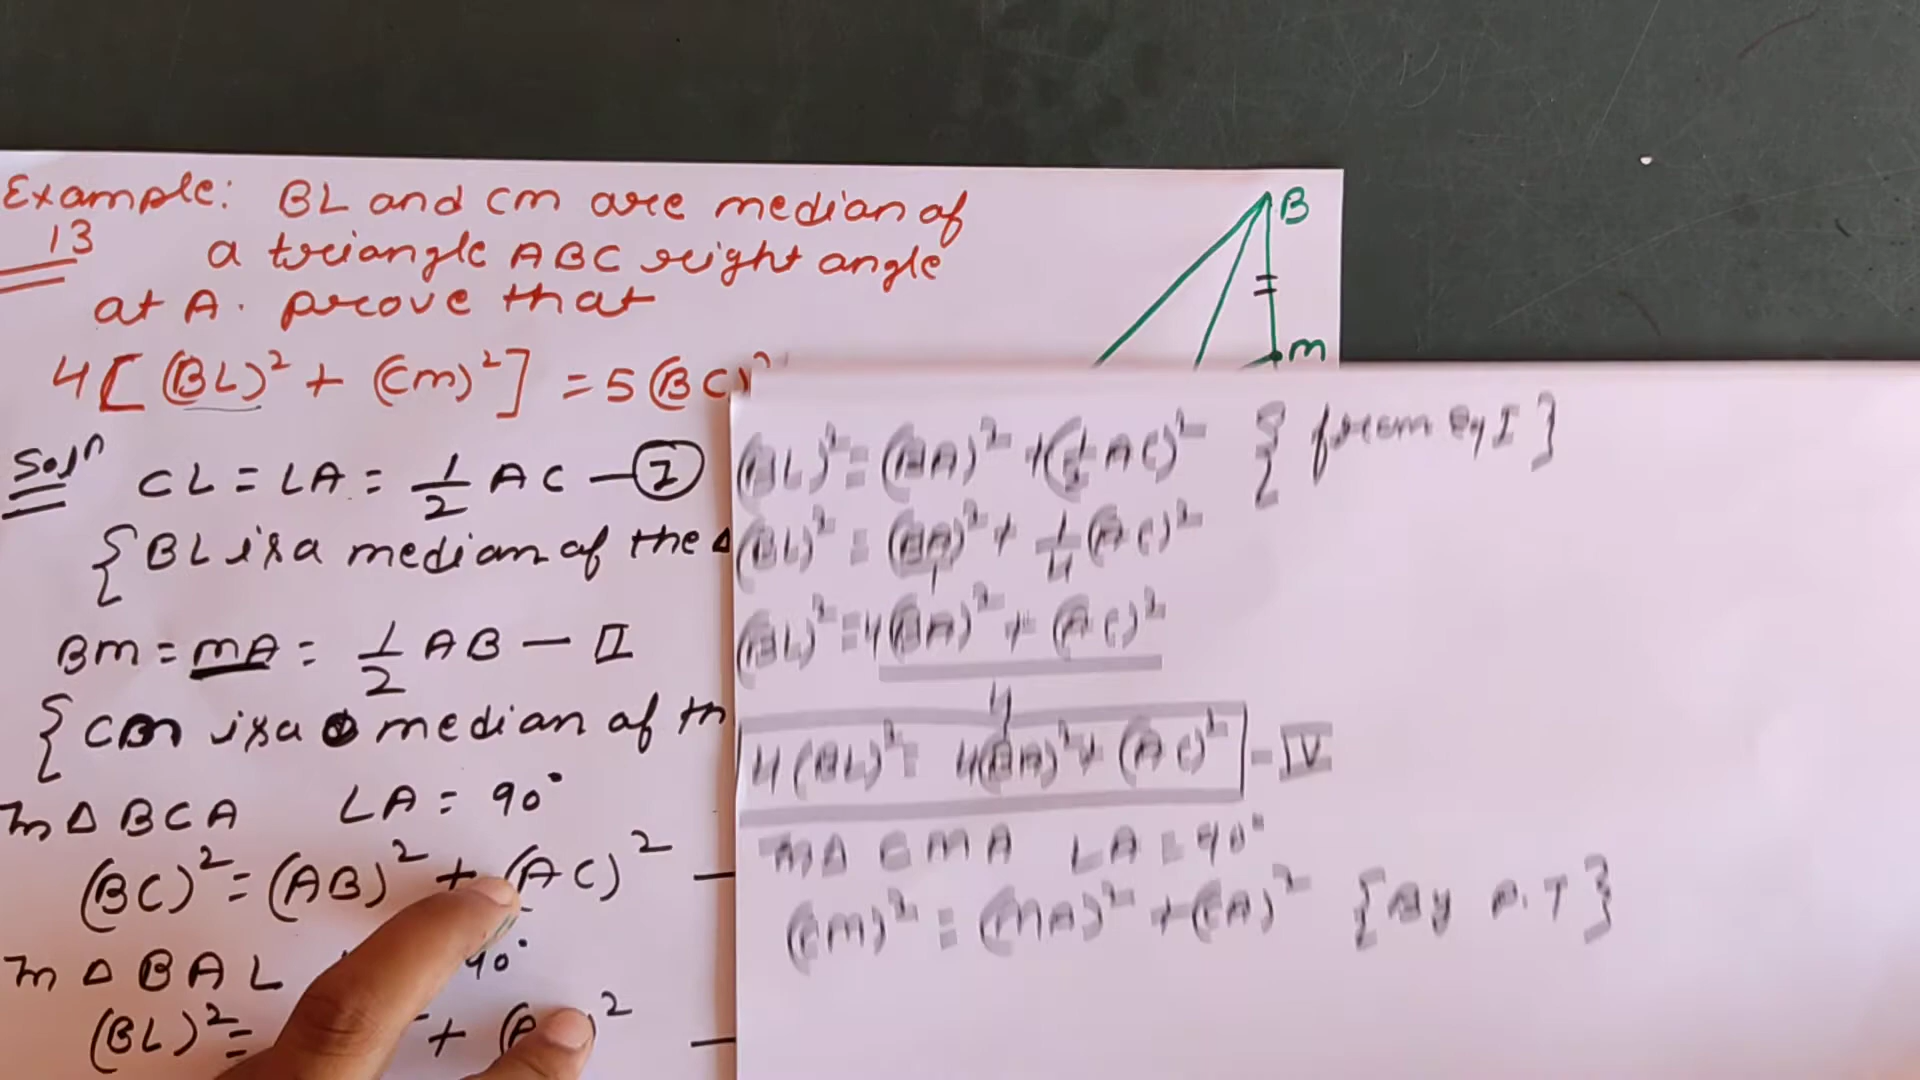 Example: BL and CM are median of
13 a triangle ABC right angle
at A. prove that
4[(BL)² + (Cm)²] = 5(BC)²
Solⁿ CL = LA = 1/2 AC — I
{BL is a median of the Δ
BM = MA = 1/2 AB — II
{CM is a median of th
In Δ BCA ∠A = 90°
(BC)² = (AB)² + (AC)² —
In Δ BAL 90°
(BL)² = + (A )² —
B
M
(BL)² = (BA)² + (1/2 AC)² {from eq I}
(BL)² = (BA)² + 1/4 (AC)²
(BL)² = 4(BA)² + (AC)²
4
4(BL)² = 4(BA)² + (AC)² - IV
In Δ CMA ∠A = 90°
(CM)² = (MA)² + (CA)² {By P.T}